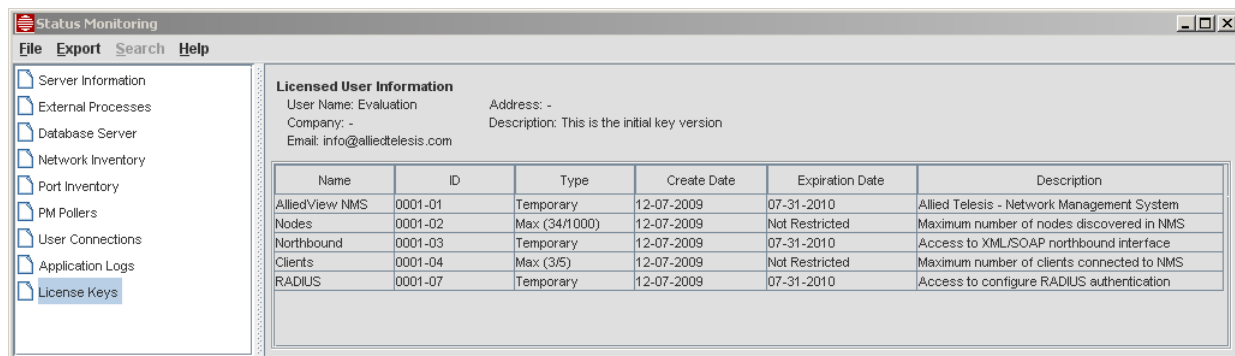 Status Monitoring
File Export Search Help
Server Information
External Processes
Database Server
Network Inventory
Port Inventory
PM Pollers
User Connections
Application Logs
License Keys
Licensed User Information
User Name: Evaluation Address: -
Company: - Description: This is the initial key version
Email: info@alliedtelesis.com
Name ID Type Create Date Expiration Date Description
AlliedView NMS 0001-01 Temporary 12-07-2009 07-31-2010 Allied Telesis - Network Management System
Nodes 0001-02 Max (34/1000) 12-07-2009 Not Restricted Maximum number of nodes discovered in NMS
Northbound 0001-03 Temporary 12-07-2009 07-31-2010 Access to XML/SOAP northbound interface
Clients 0001-04 Max (3/5) 12-07-2009 Not Restricted Maximum number of clients connected to NMS
RADIUS 0001-07 Temporary 12-07-2009 07-31-2010 Access to configure RADIUS authentication